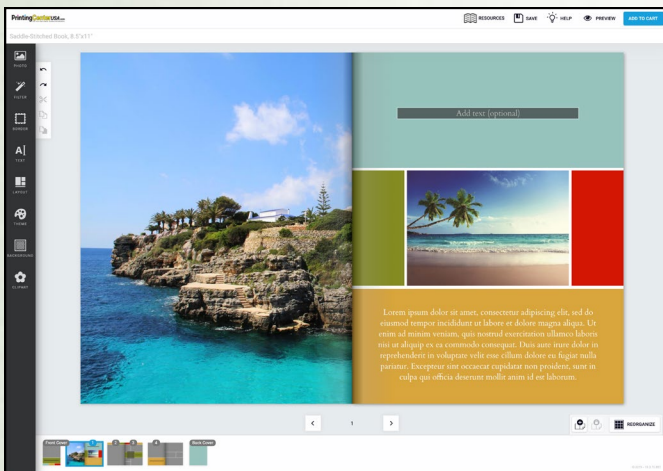 PrintingCenterUSA.com
RESOURCES
SAVE
HELP
PREVIEW
ADD TO CART
Saddle-Stitched Book, 8.5"x11"
PHOTO
FILTER
BORDER
TEXT
LAYOUT
THEME
BACKGROUND
CLIPART
Add text (optional)
Lorem ipsum dolor sit amet, consectetur adipiscing elit, sed do
eiusmod tempor incididunt ut labore et dolore magna aliqua. Ut
enim ad minim veniam, quis nostrud exercitation ullamco laboris
nisi ut aliquip ex ea commodo consequat. Duis aute irure dolor in
reprehenderit in voluptate velit esse cillum dolore eu fugiat nulla
pariatur. Excepteur sint occaecat cupidatat non proident, sunt in
culpa qui officia deserunt mollit anim id est laborum.
1
REORGANIZE
Front Cover
1
2
3
4
Back Cover